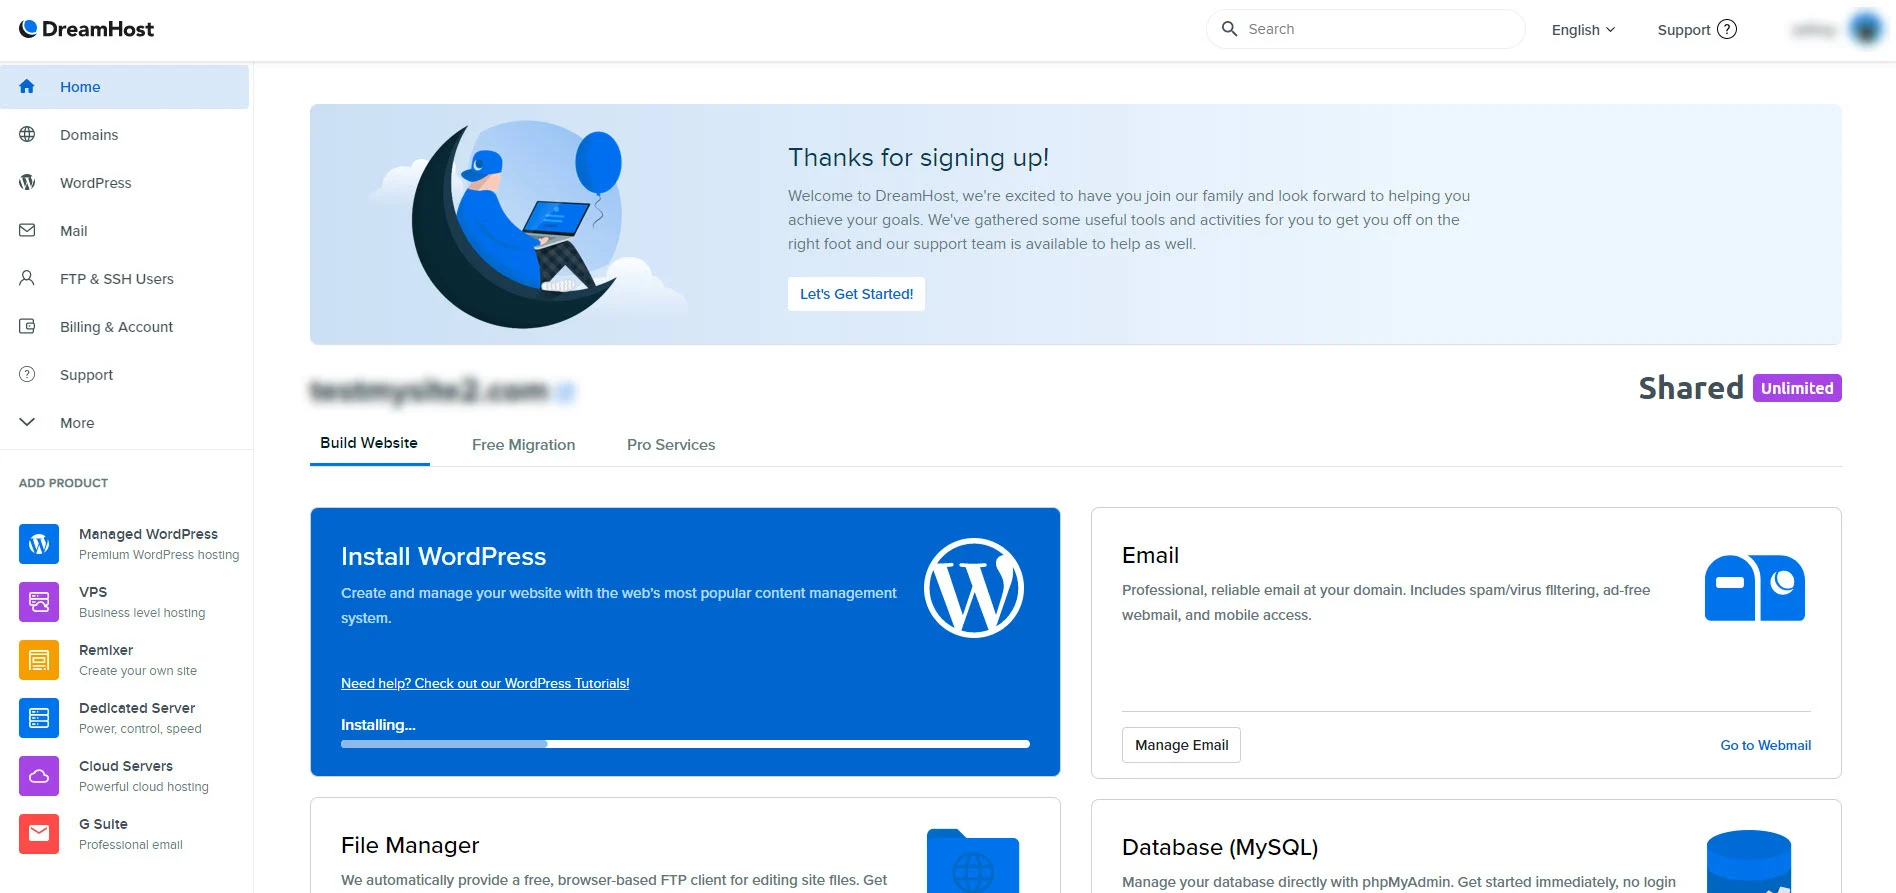 DreamHost
Search
English
Support
Home
Domains
WordPress
Mail
FTP & SSH Users
Billing & Account
Support
More
ADD PRODUCT
Managed WordPress
Premium WordPress hosting
VPS
Business level hosting
Remixer
Create your own site
Dedicated Server
Power, control, speed
Cloud Servers
Powerful cloud hosting
G Suite
Professional email
Thanks for signing up!
Welcome to DreamHost, we're excited to have you join our family and look forward to helping you
achieve your goals. We've gathered some useful tools and activities for you to get you off on the
right foot and our support team is available to help as well.
Let's Get Started!
testmysite2.com
Shared Unlimited
Build Website
Free Migration
Pro Services
Install WordPress
Create and manage your website with the web's most popular content management
system.
Need help? Check out our WordPress Tutorials!
Installing...
Email
Professional, reliable email at your domain. Includes spam/virus filtering, ad-free
webmail, and mobile access.
Manage Email
Go to Webmail
File Manager
We automatically provide a free, browser-based FTP client for editing site files. Get
Database (MySQL)
Manage your database directly with phpMyAdmin. Get started immediately, no login